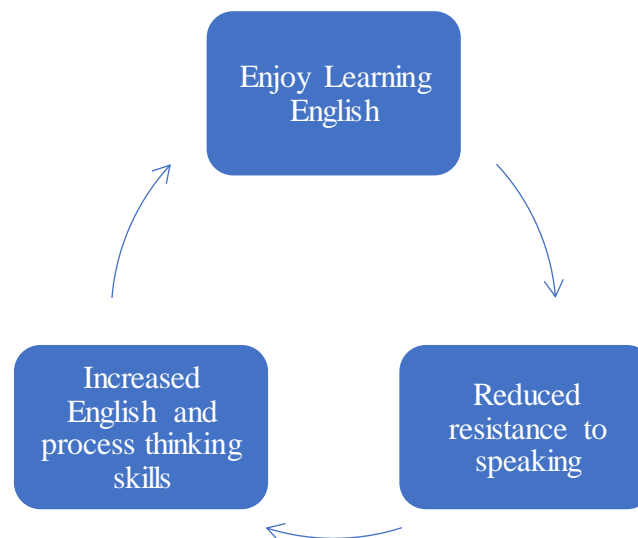 Enjoy Learning
English
Increased
English and
process thinking
skills
Reduced
resistance to
speaking